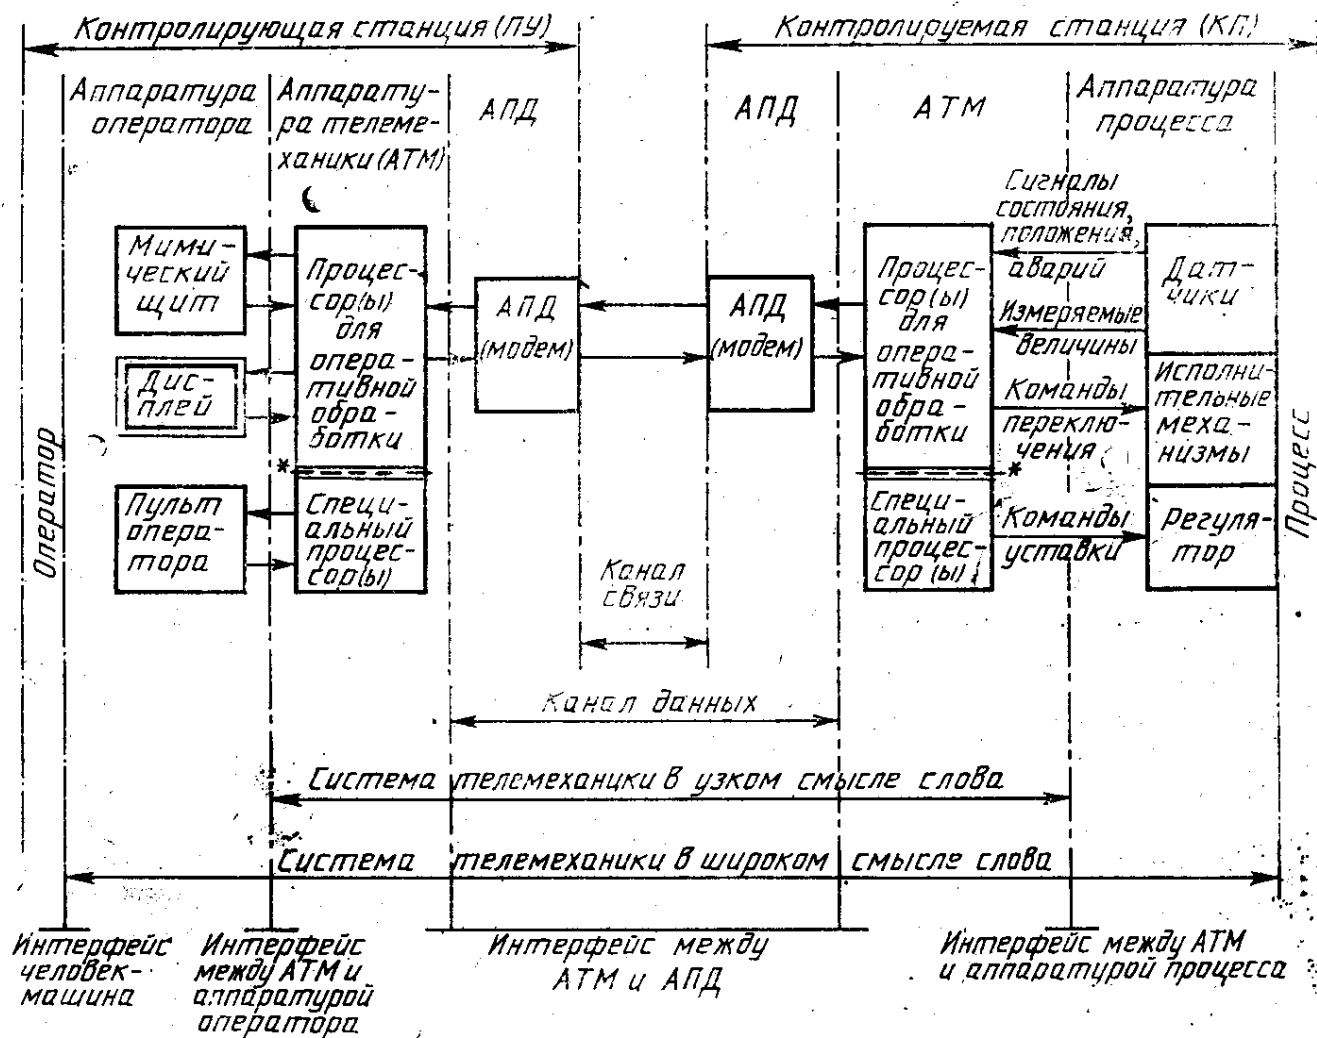 Контролирующая станция (ПУ)
Контролируемая станция (КП)
Аппаратура
оператора
Аппарату-
ра телеме-
ханики (АТМ)
АПД
АПД
АТМ
Аппаратура
процесса
Мими-
ческий
щит
Дис-
плей
Пульт
опера-
тора
Процес-
сор(ы)
для
опера-
тивной
обра-
ботки
*
Специ-
альный
процес-
сор(ы)
АПД
(модем)
АПД
(модем)
Процес-
сор(ы)
для
опера-
тивной
обра-
ботки
*
Специ-
альный
процес-
сор (ы)
Сигналы
состояния,
положения,
аварий
Измеряемые
величины
Команды
переклю-
чения
Команды
уставки
Дат-
чики
Исполни-
тельные
меха-
низмы
Регуля-
тор
Оператор
Процесс
Канал
связи
Канал данных
Система телемеханики в узком смысле слова
Система телемеханики в широком смысле слова
Интерфейс
человек-
машина
Интерфейс
между АТМ и
аппаратурой
оператора
Интерфейс между
АТМ и АПД
Интерфейс между АТМ
и аппаратурой процесса